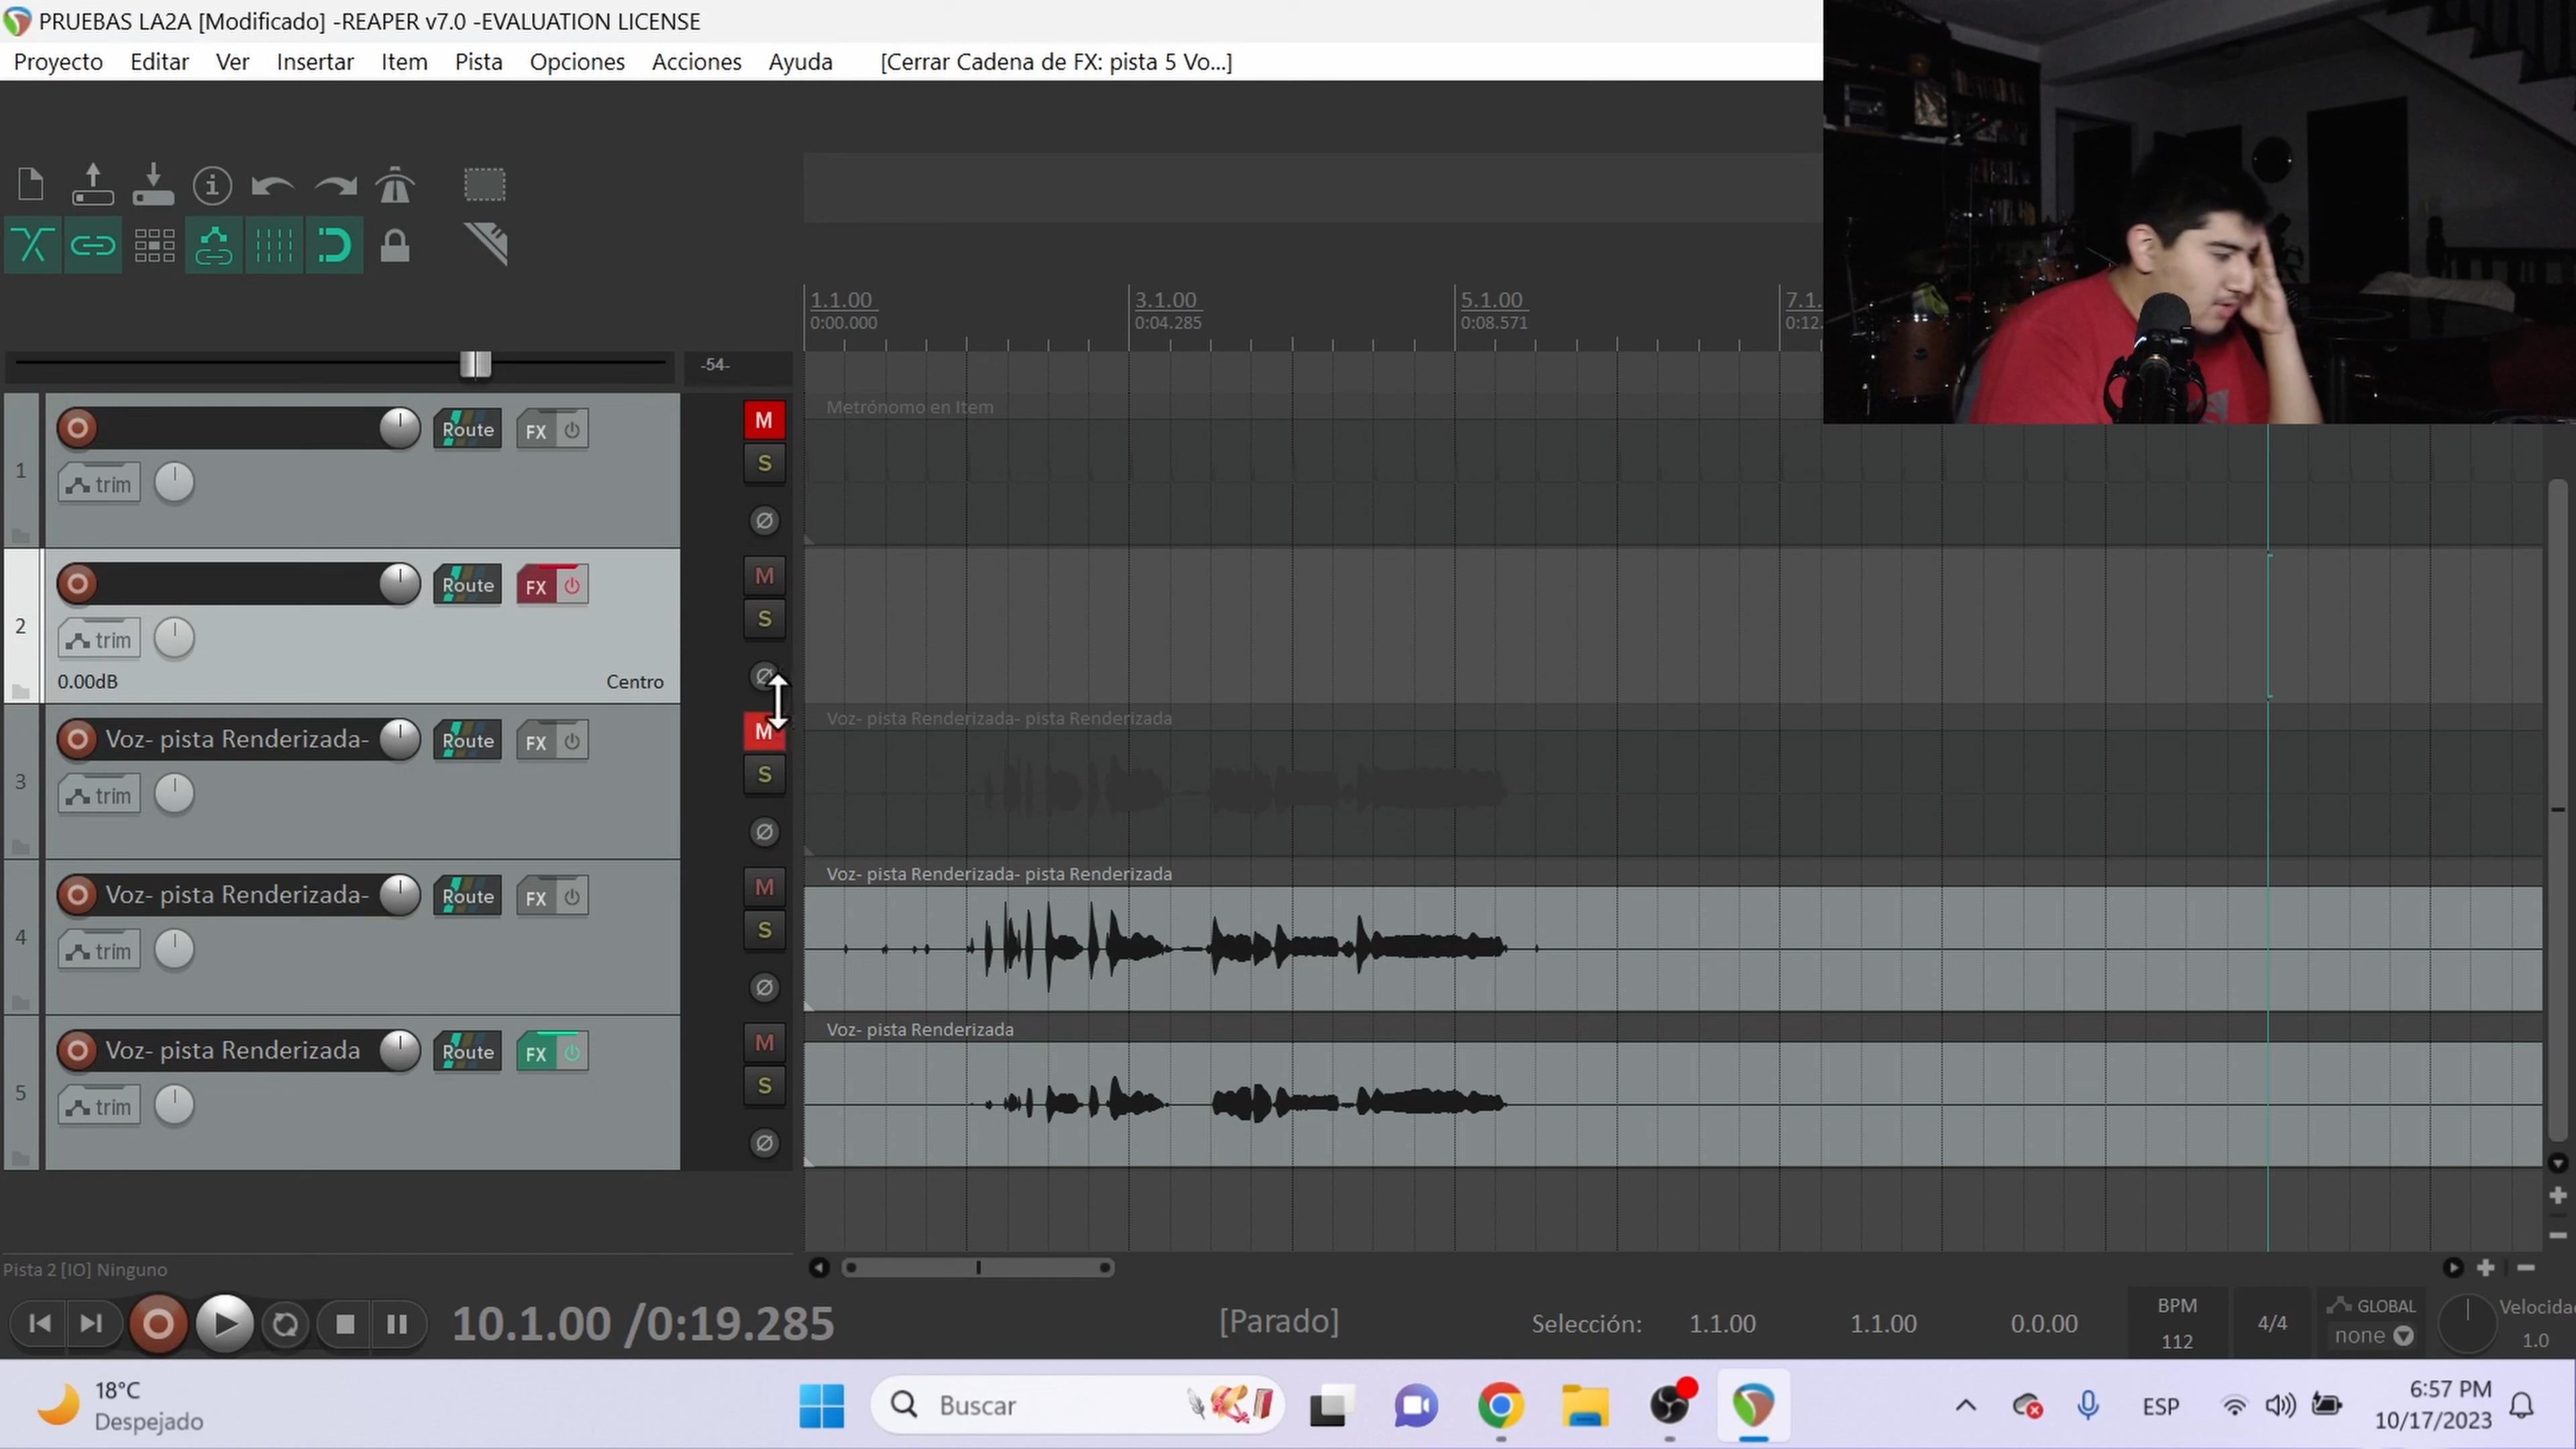 PRUEBAS LA2A [Modificado] -REAPER v7.0 -EVALUATION LICENSE
Proyecto Editar Ver Insertar Item Pista Opciones Acciones Ayuda [Cerrar Cadena de FX: pista 5 Vo...]
1.1.00 3.1.00 5.1.00 7.1.
0:00.000 0:04.285 0:08.571 0:12.
-54-
Route FX M Metrónomo en Item
1 trim S
Route FX M
2 trim S
0.00dB Centro
Voz- pista Renderizada- Route FX M Voz- pista Renderizada- pista Renderizada
3 trim S
Voz- pista Renderizada- Route FX M Voz- pista Renderizada- pista Renderizada
4 trim S
Voz- pista Renderizada Route FX M Voz- pista Renderizada
5 trim S
Pista 2 [IO] Ninguno
10.1.00 /0:19.285 [Parado] Selección: 1.1.00 1.1.00 0.0.00 BPM 112 4/4 GLOBAL none Velocida 1.0
18°C
Despejado
Buscar
ESP
6:57 PM
10/17/2023